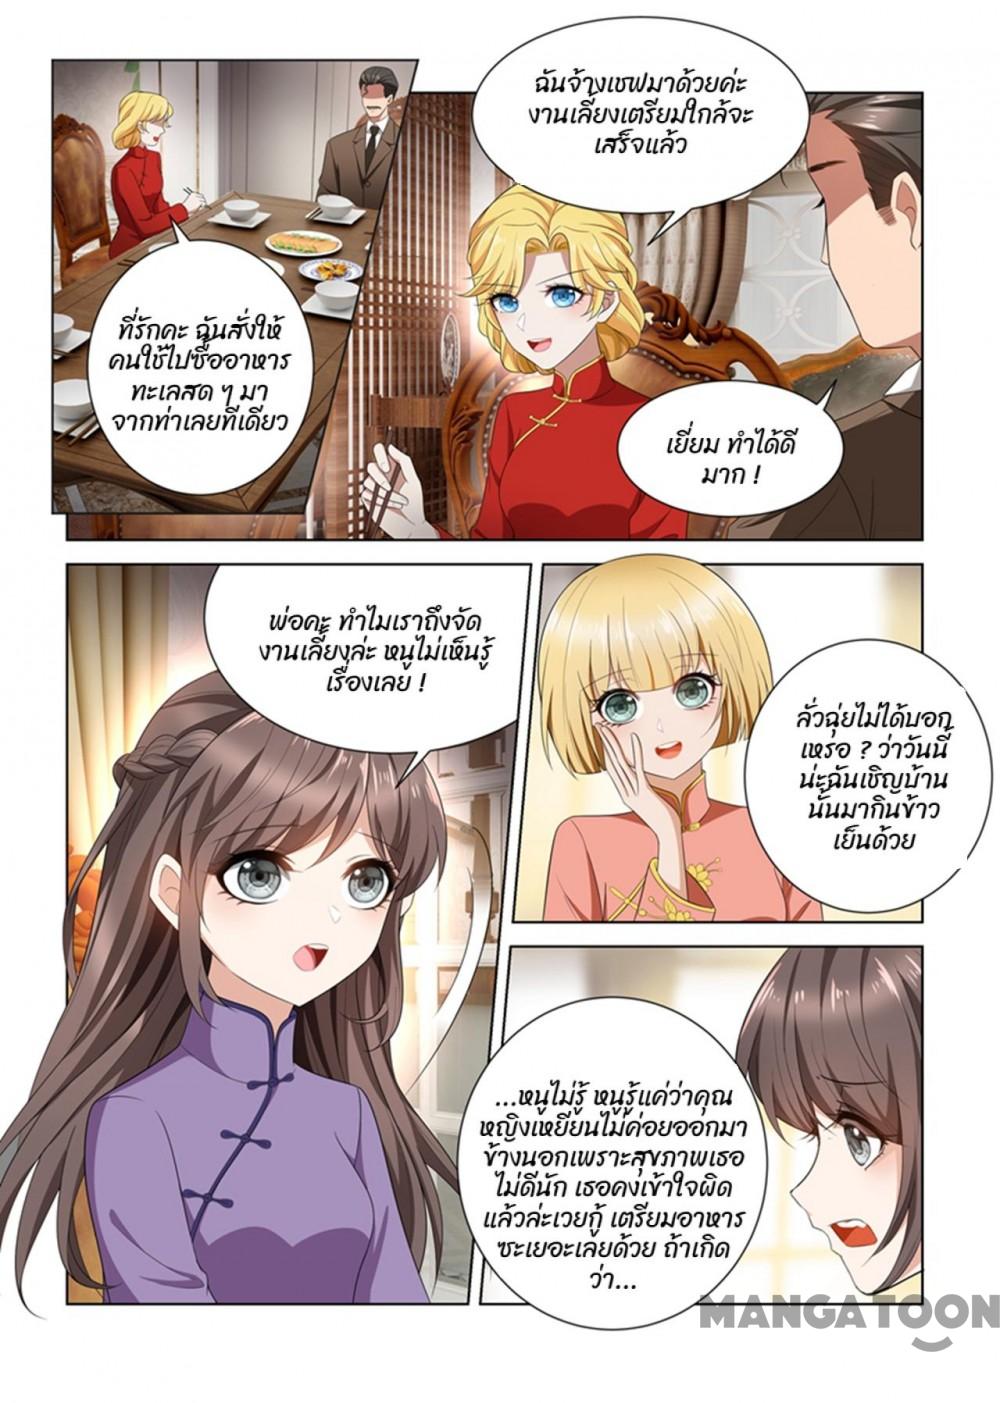 ที่รักคะ ฉันสั่งให้
คนใช้ไปซื้ออาหาร
ทะเลสด ๆ มา
จากท่าเลยทีเดียว
ฉันจ้างเชฟมาด้วยค่ะ
งานเลี้ยงเตรียมใกล้จะ
เสร็จแล้ว
เยี่ยม ทำได้ดี
มาก !
พ่อคะ ทำไมเราถึงจัด
งานเลี้ยงล่ะ หนูไม่เห็นรู้
เรื่องเลย !
ลั่วฉุ่ยไม่ได้บอก
เหรอ ? ว่าวันนี้
น่ะฉันเชิญบ้าน
นั้นมากินข้าว
เย็นด้วย
...หนูไม่รู้ หนูรู้แค่ว่าคุณ
หญิงเหยียนไม่ค่อยออกมา
ข้างนอกเพราะสุขภาพเธอ
ไม่ดีนัก เธอคงเข้าใจผิด
แล้วล่ะเวยกู้ เตรียมอาหาร
ซะเยอะเลยด้วย ถ้าเกิด
ว่า...
MANGATOON